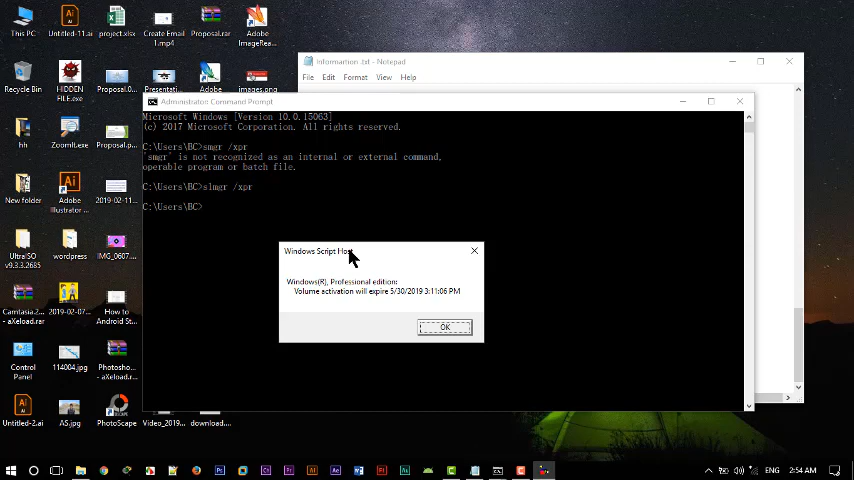 This PC
Untitled-11.ai
project.xlsx
Create Email
1.mp4
Proposal.rar
Adobe
ImageRea...
Recycle Bin
HIDDEN
FILE.exe
Proposal.0...
Presentati...
Adobe
images.png
hh
ZoomIt.exe
New folder
Adobe
Illustrator ...
2019-02-11...
UltraISO
v9.3.3.2685
wordpress
IMG_0607...
Camtasia.2...
- aXeload.rar
2019-02-07...
How to
Android St...
Control
Panel
114004.jpg
Photosho...
- aXeload.rar
Untitled-2.ai
AS.jpg
PhotoScape
Video_2019...
download....
Informartion .txt - Notepad
File Edit Format View Help
Administrator: Command Prompt
Microsoft Windows [Version 10.0.15063]
(c) 2017 Microsoft Corporation. All rights reserved.
C:\Users\BC>smgr /xpr
'smgr' is not recognized as an internal or external command,
operable program or batch file.
C:\Users\BC>slmgr /xpr
C:\Users\BC>
Windows Script Host
Windows(R), Professional edition:
Volume activation will expire 5/30/2019 3:11:06 PM
OK
ENG
2:54 AM